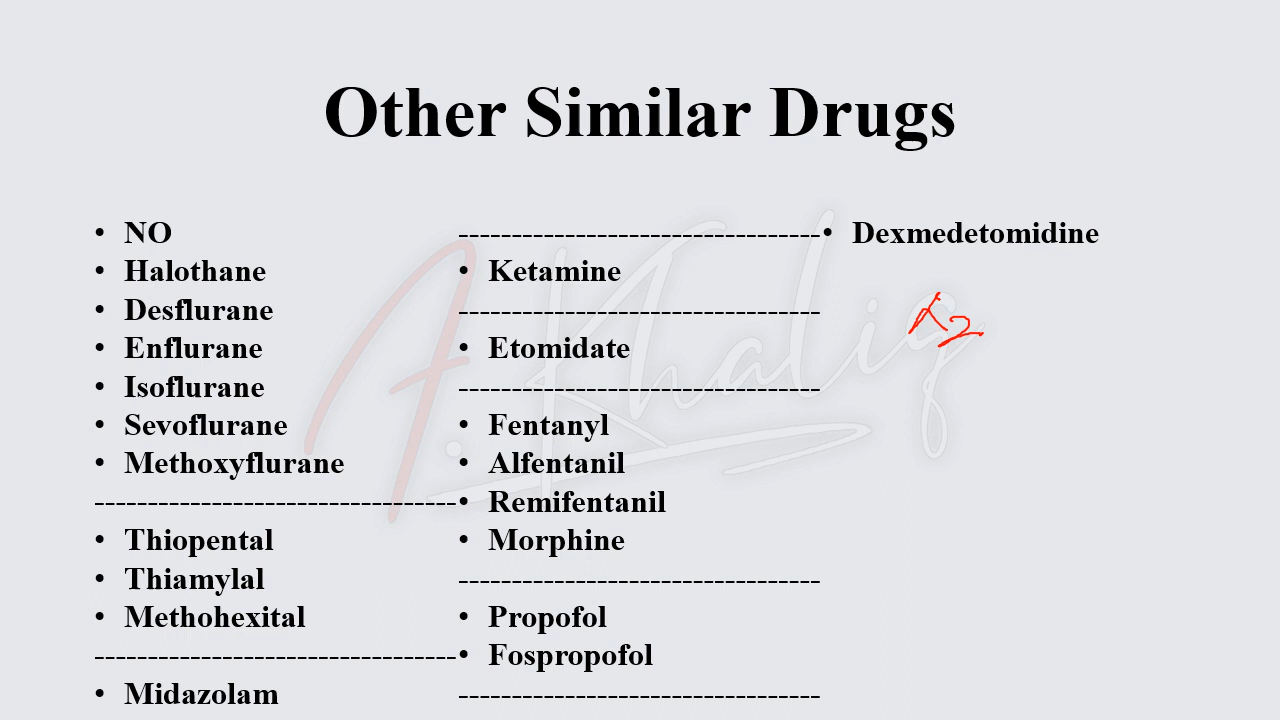 Other Similar Drugs
• NO
• Halothane
• Desflurane
• Enflurane
• Isoflurane
• Sevoflurane
• Methoxyflurane
----------------------------------
• Thiopental
• Thiamylal
• Methohexital
----------------------------------
• Midazolam
----------------------------------
• Ketamine
----------------------------------
• Etomidate
----------------------------------
• Fentanyl
• Alfentanil
• Remifentanil
• Morphine
----------------------------------
• Propofol
• Fospropofol
----------------------------------
• Dexmedetomidine
α2
A.Khaliq